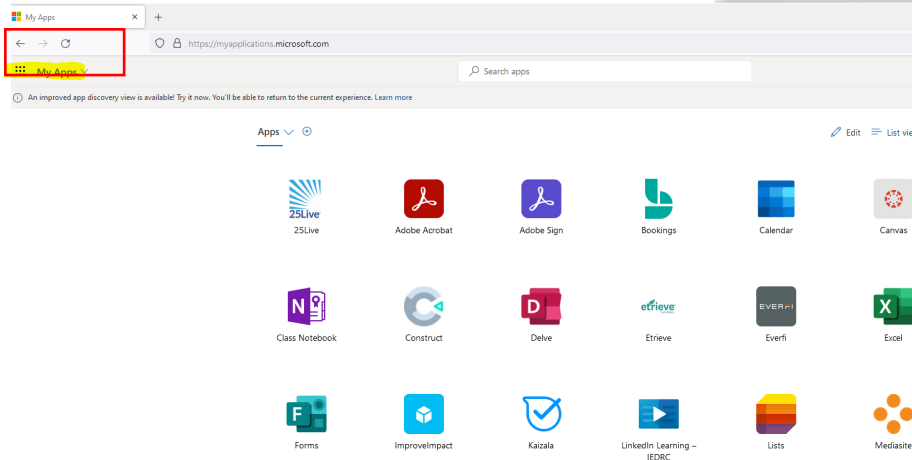 My Apps
https://myapplications.microsoft.com
My Apps
Search apps
An improved app discovery view is available! Try it now. You'll be able to return to the current experience. Learn more
Apps
Edit
List vie
25Live
25Live
Adobe Acrobat
Adobe Sign
Bookings
Calendar
Canvas
N
D
etrieve
EVERFI
X
Class Notebook
Construct
Delve
Etrieve
Everfi
Excel
F
Forms
ImproveImpact
Kaizala
LinkedIn Learning –
IEDRC
Lists
Mediasite